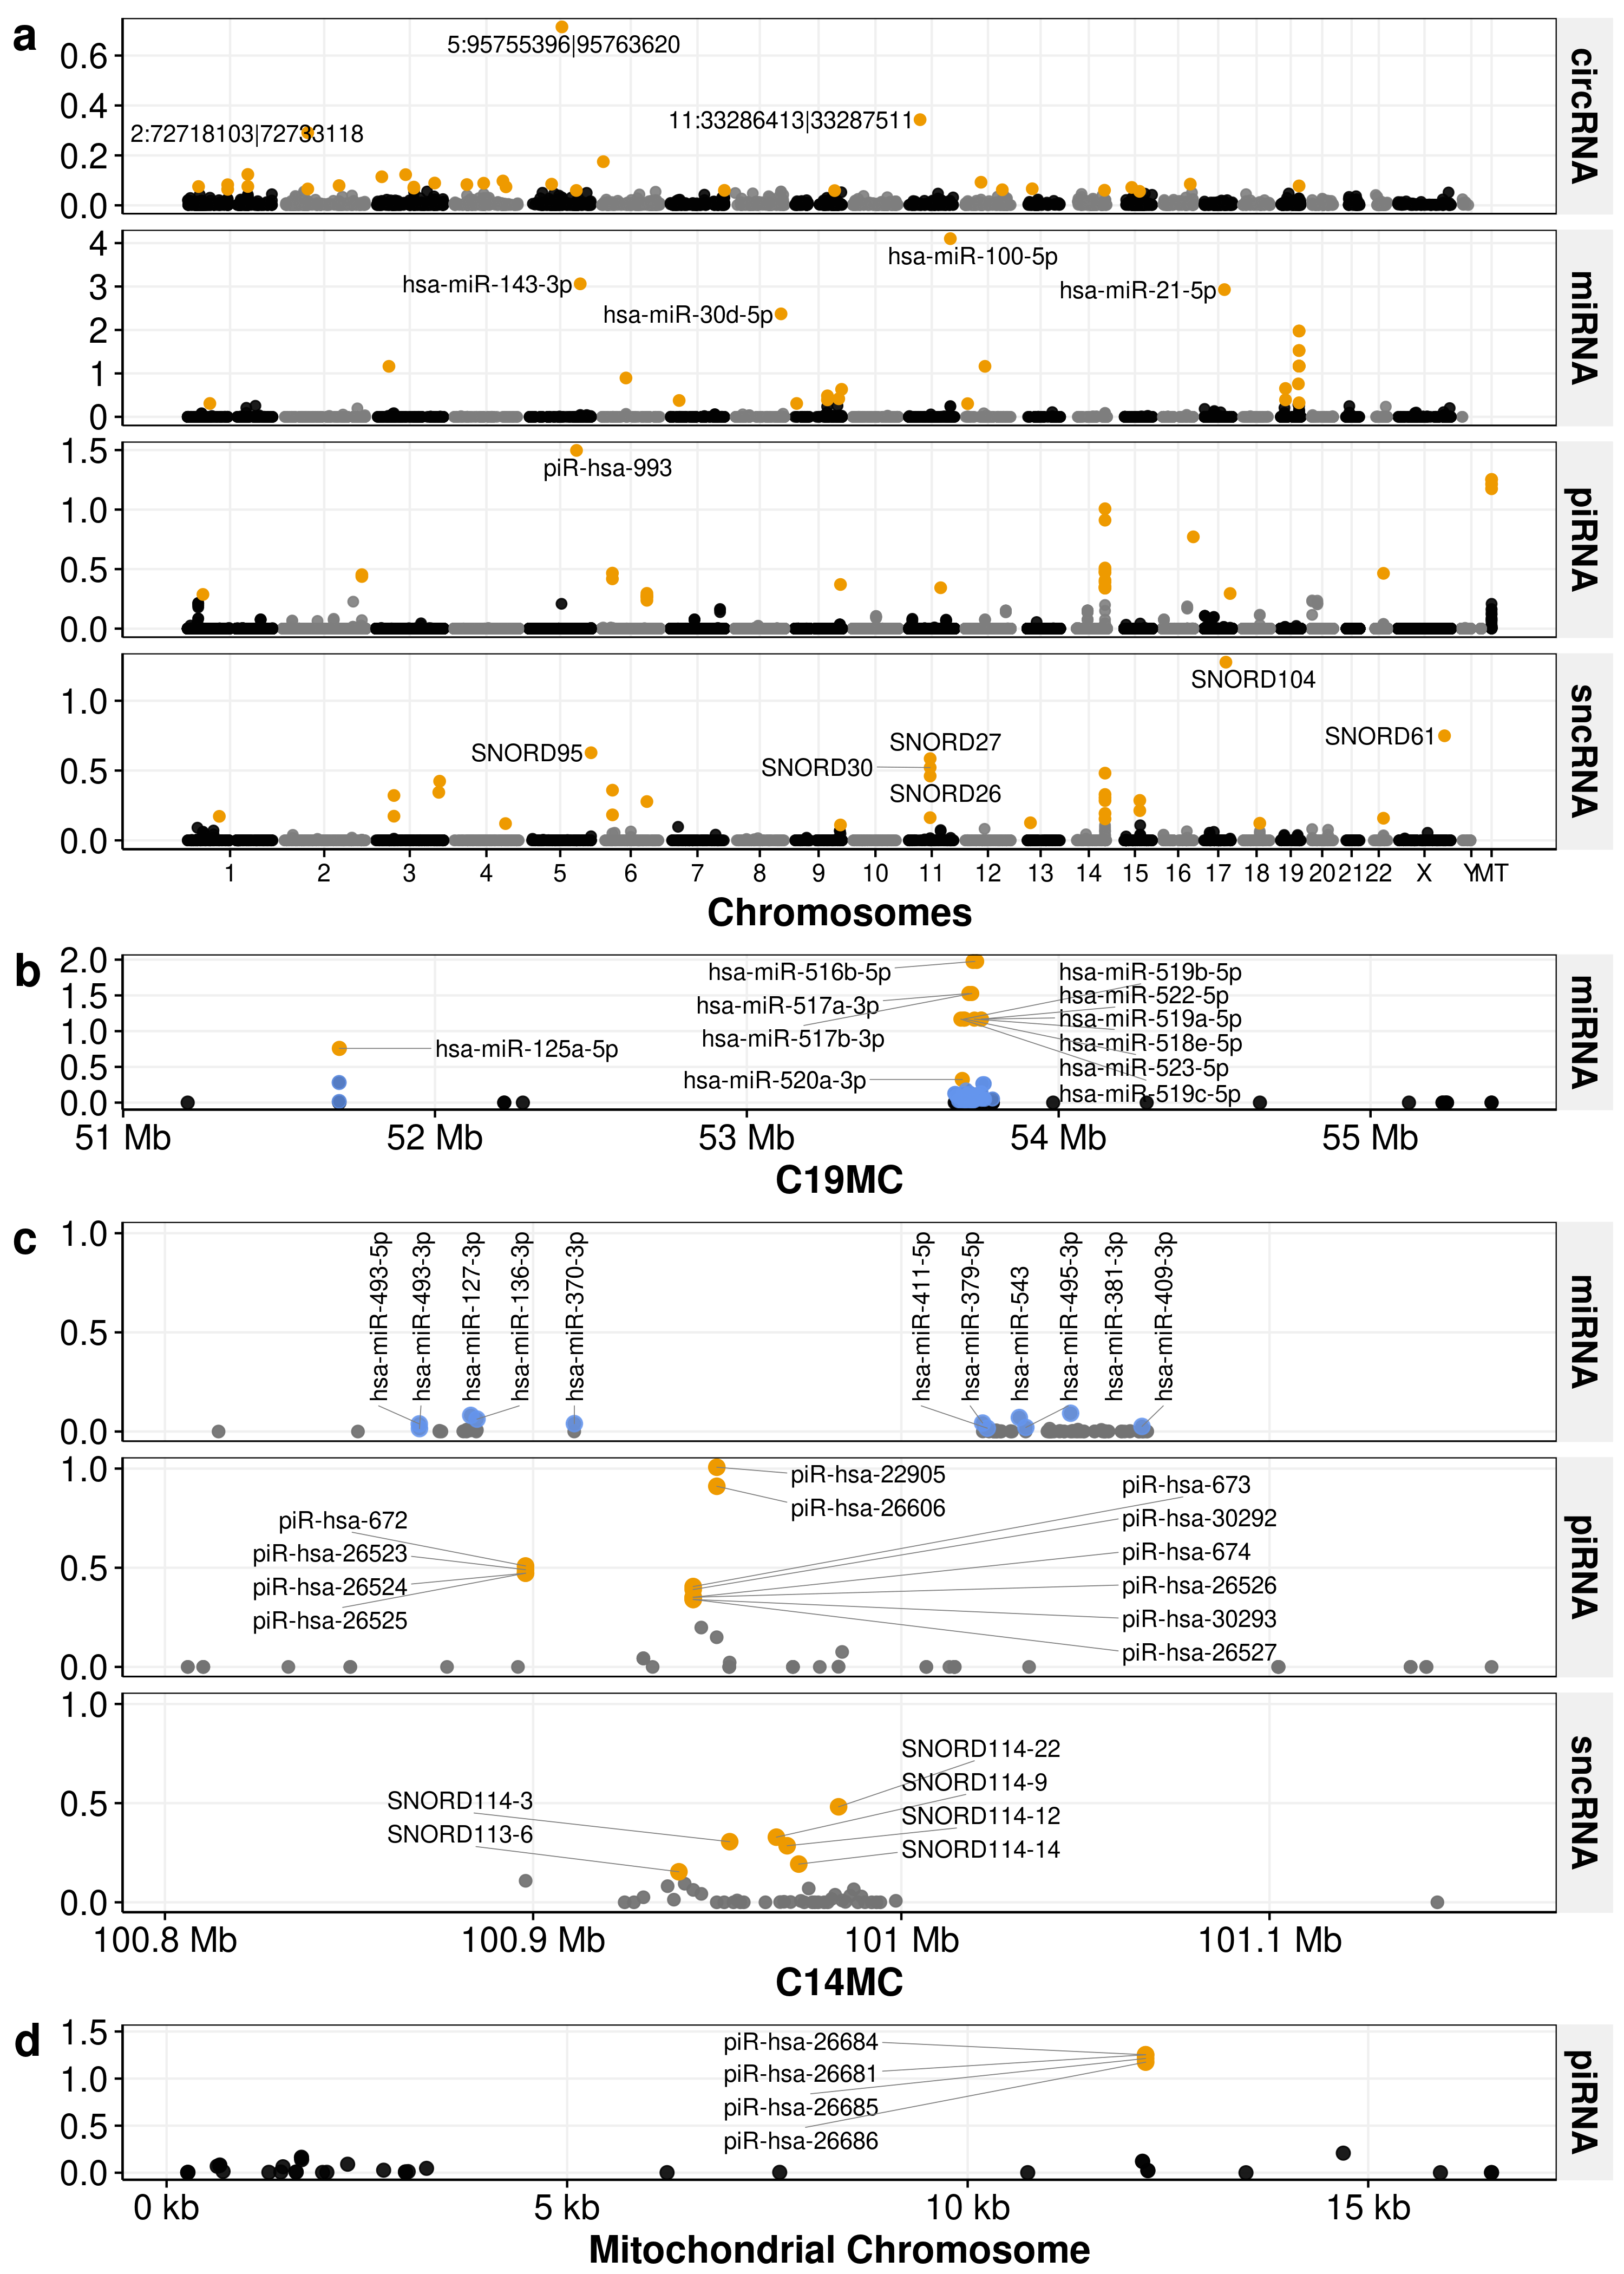 a
0.6
0.4
0.2
0.0
5:95755396|95763620
2:72718103|72733118
11:33286413|33287511
circRNA
4
3
2
1
0
hsa-miR-100-5p
hsa-miR-143-3p
hsa-miR-21-5p
hsa-miR-30d-5p
miRNA
1.5
1.0
0.5
0.0
piR-hsa-993
piRNA
1.0
0.5
0.0
SNORD104
SNORD61
SNORD27
SNORD95
SNORD30
SNORD26
sncRNA
1 2 3 4 5 6 7 8 9 10 11 12 13 14 15 16 17 18 19 20 21 22 X Y MT
Chromosomes
b
2.0
1.5
1.0
0.5
0.0
hsa-miR-516b-5p
hsa-miR-517a-3p
hsa-miR-517b-3p
hsa-miR-125a-5p
hsa-miR-520a-3p
hsa-miR-519b-5p
hsa-miR-522-5p
hsa-miR-519a-5p
hsa-miR-518e-5p
hsa-miR-523-5p
hsa-miR-519c-5p
miRNA
51 Mb 52 Mb 53 Mb 54 Mb 55 Mb
C19MC
c
1.0
0.5
0.0
hsa-miR-493-5p
hsa-miR-493-3p
hsa-miR-127-3p
hsa-miR-136-3p
hsa-miR-370-3p
hsa-miR-411-5p
hsa-miR-379-5p
hsa-miR-543
hsa-miR-495-3p
hsa-miR-381-3p
hsa-miR-409-3p
miRNA
1.0
0.5
0.0
piR-hsa-672
piR-hsa-26523
piR-hsa-26524
piR-hsa-26525
piR-hsa-22905
piR-hsa-26606
piR-hsa-673
piR-hsa-30292
piR-hsa-674
piR-hsa-26526
piR-hsa-30293
piR-hsa-26527
piRNA
1.0
0.5
0.0
SNORD114-3
SNORD113-6
SNORD114-22
SNORD114-9
SNORD114-12
SNORD114-14
sncRNA
100.8 Mb 100.9 Mb 101 Mb 101.1 Mb
C14MC
d
1.5
1.0
0.5
0.0
piR-hsa-26684
piR-hsa-26681
piR-hsa-26685
piR-hsa-26686
piRNA
0 kb 5 kb 10 kb 15 kb
Mitochondrial Chromosome